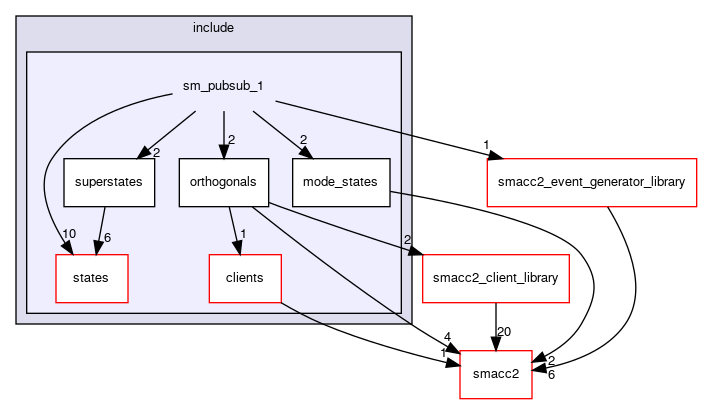 include
sm_pubsub_1
2
2
2
1
superstates
orthogonals
mode_states
smacc2_event_generator_library
10
6
1
2
states
clients
smacc2_client_library
4
1
20
2
6
smacc2